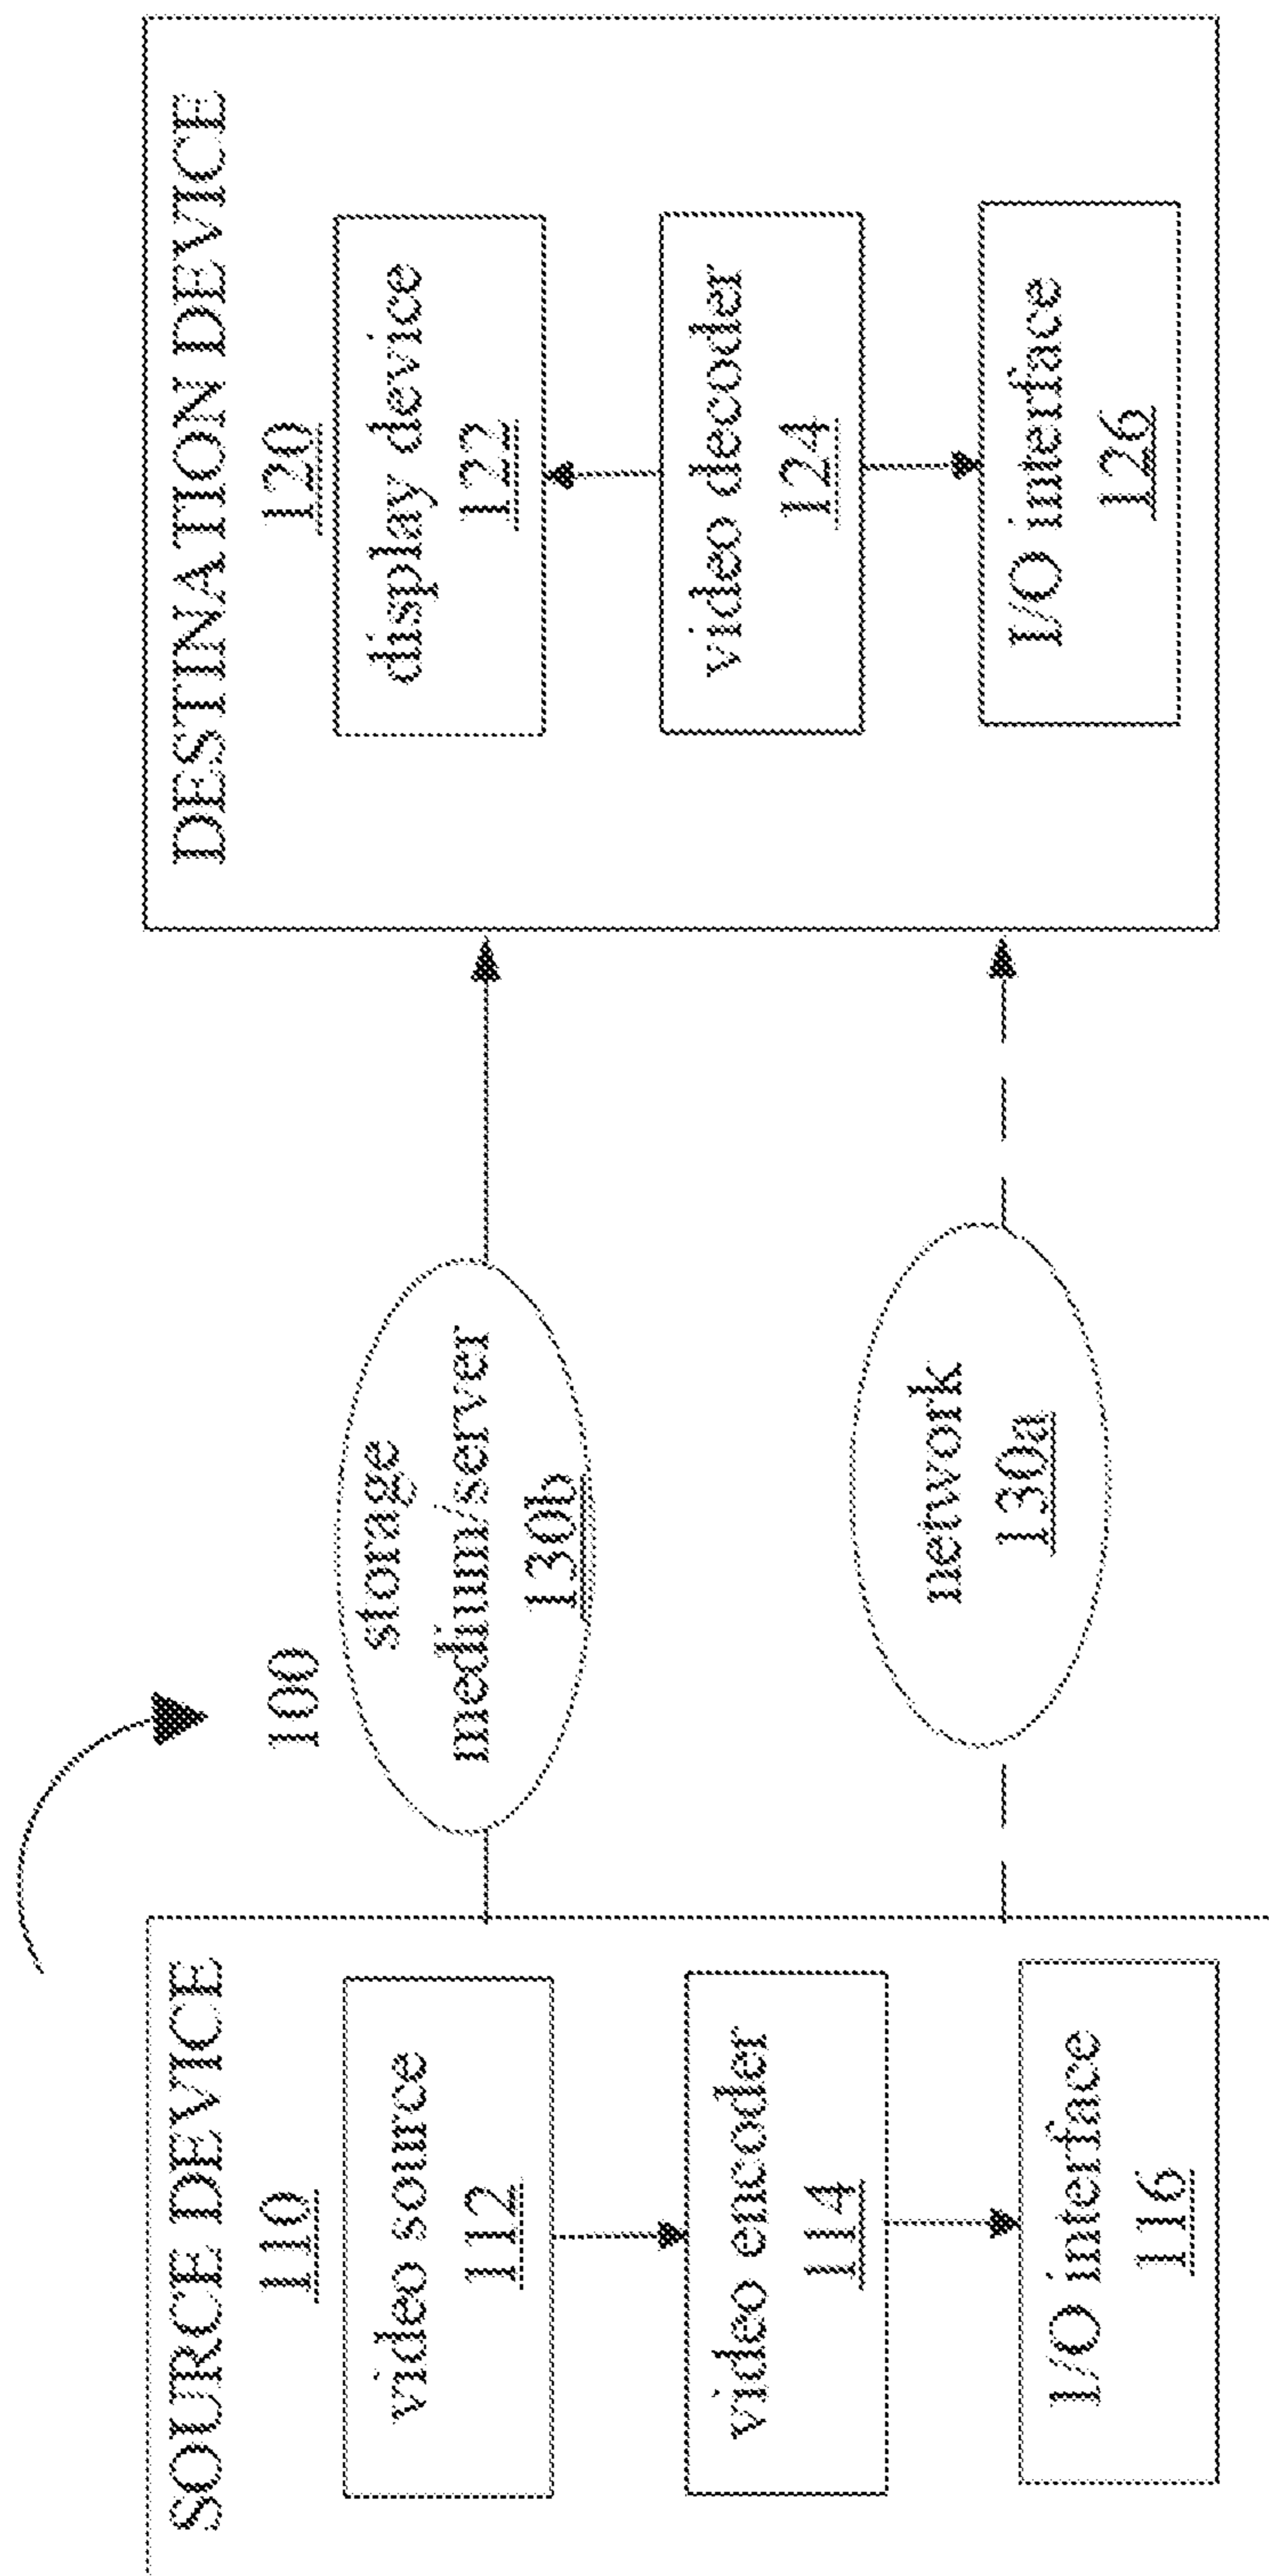 100
SOURCE DEVICE
110
video source
112
video encoder
114
I/O interface
116
storage
medium/server
130b
network
130a
DESTINATION DEVICE
120
display device
122
video decoder
124
I/O interface
126